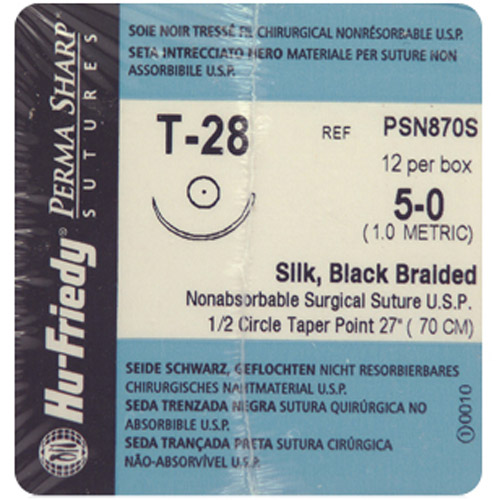 Hu-Friedy®
PERMA SHARP®
SUTURES
SOIE NOIR TRESSÉ FIL CHIRURGICAL NONRÉSORBABLE U.S.P.
SETA INTRECCIATO NERO MATERIALE PER SUTURE NON
ASSORBIBILE U.S.P.
T-28
REF PSN870S
12 per box
5-0
(1.0 METRIC)
Silk, Black Braided
Nonabsorbable Surgical Suture U.S.P.
1/2 Circle Taper Point 27" ( 70 CM)
SEIDE SCHWARZ, GEFLOCHTEN NICHT RESORBIERBARES
CHIRURGISCHES NAHTMATERIAL U.S.P.
SEDA TRENZADA NEGRA SUTURA QUIRÚRGICA NO
ABSORBIBLE U.S.P.
SEDA TRANÇADA PRETA SUTURA CIRÚRGICA
NÃO-ABSORVÍVEL U.S.P.
① 0010